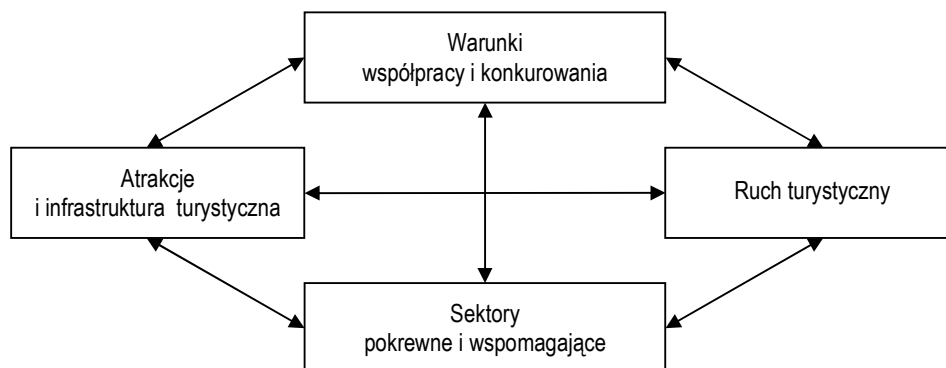 Warunki
współpracy i konkurowania
Atrakcje
i infrastruktura turystyczna
Ruch turystyczny
Sektory
pokrewne i wspomagające